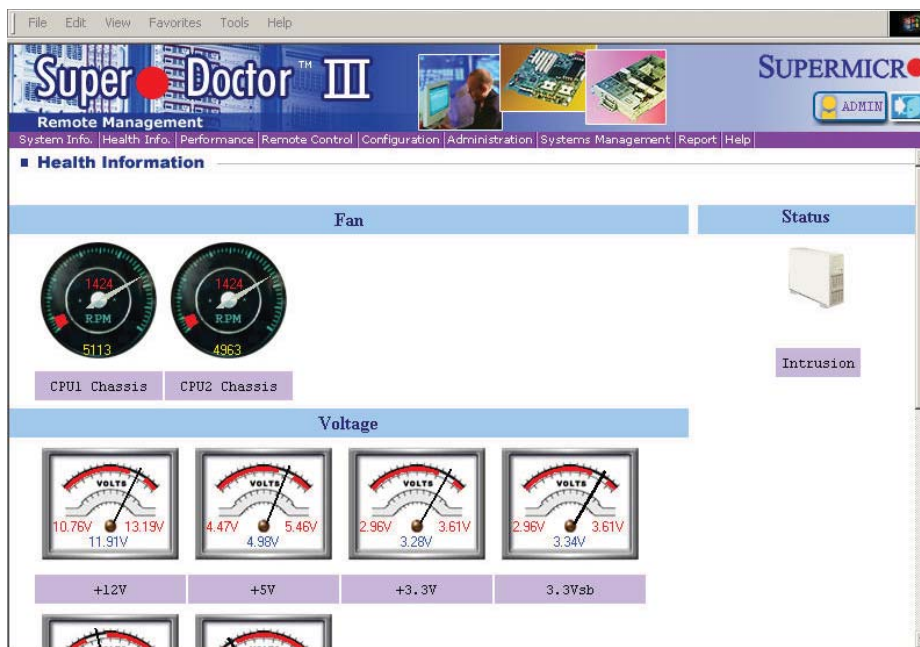 File Edit View Favorites Tools Help
Super Doctor™ III
SUPERMICR
Remote Management
ADMIN
System Info. Health Info. Performance Remote Control Configuration Administration Systems Management Report Help
Health Information
Fan
Status
1424
RPM
5113
1424
RPM
4963
CPU1 Chassis
CPU2 Chassis
Intrusion
Voltage
VOLTS
10.76V 13.19V
11.91V
VOLTS
4.47V 5.46V
4.98V
VOLTS
2.96V 3.61V
3.28V
VOLTS
2.96V 3.61V
3.34V
+12V
+5V
+3.3V
3.3Vsb